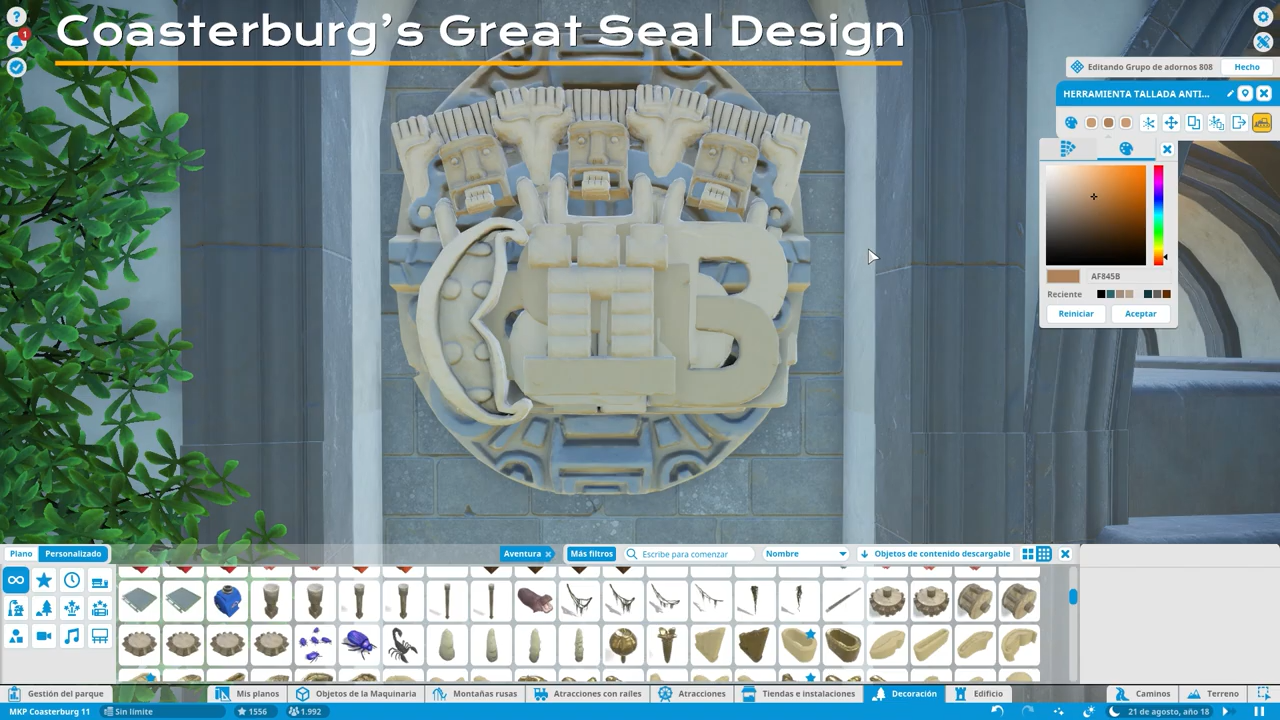 Coasterburg's Great Seal Design
?
1
Editando Grupo de adornos 808
Hecho
HERRAMIENTA TALLADA ANTI...
AF845B
Reciente
Reiniciar
Aceptar
Plano
Personalizado
Aventura
Más filtros
Escribe para comenzar
Nombre
Objetos de contenido descargable
Gestión del parque
Mis planos
Objetos de la Maquinaria
Montañas rusas
Atracciones con raíles
Atracciones
Tiendas e instalaciones
Decoración
Edificio
Caminos
Terreno
MKP Coasterburg 11
Sin límite
1556
1.992
21 de agosto, año 18